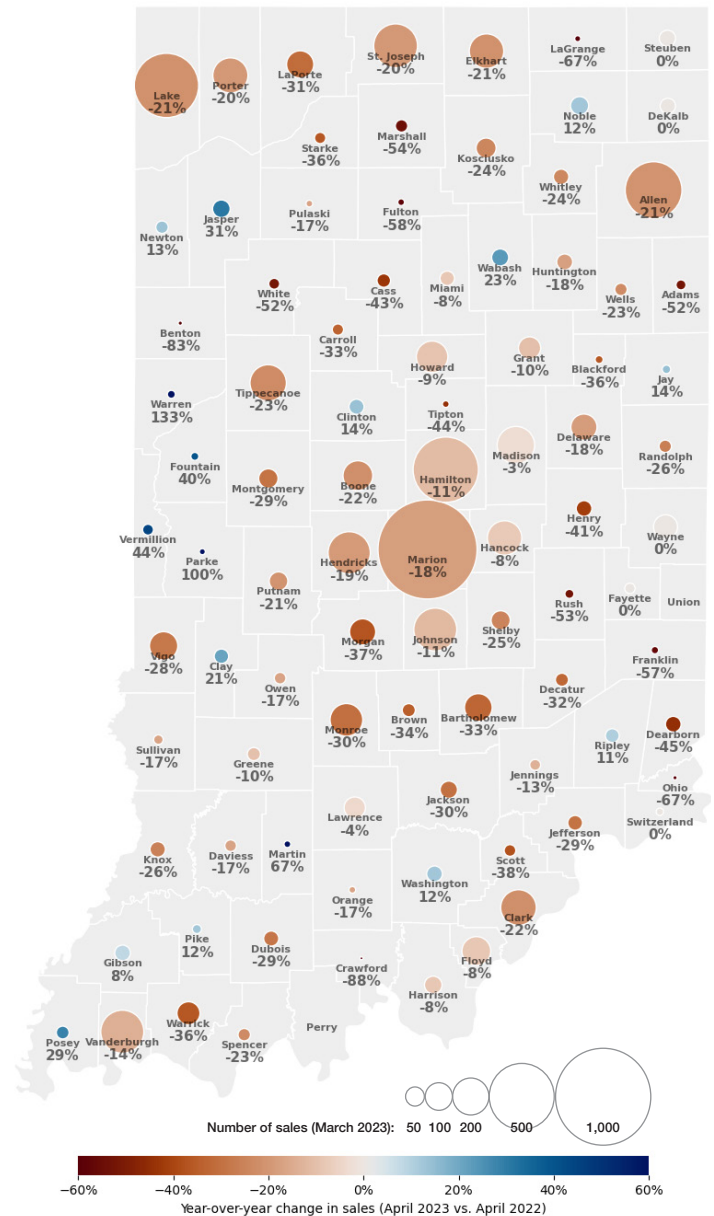 LaGrange
-67%
Steuben
0%
St. Joseph
-20%
Elkhart
-21%
LaPorte
-31%
Porter
-20%
Lake
-21%
Noble
12%
DeKalb
0%
Marshall
-54%
Starke
-36%
Kosciusko
-24%
Whitley
-24%
Allen
-21%
Jasper
31%
Pulaski
-17%
Fulton
-58%
Newton
13%
Wabash
23%
Huntington
-18%
Miami
-8%
Cass
-43%
White
-52%
Wells
-23%
Adams
-52%
Benton
-83%
Carroll
-33%
Grant
-10%
Howard
-9%
Blackford
-36%
Jay
14%
Tippecanoe
-23%
Warren
133%
Clinton
14%
Tipton
-44%
Delaware
-18%
Madison
-3%
Randolph
-26%
Fountain
40%
Montgomery
-29%
Boone
-22%
Hamilton
-11%
Henry
-41%
Wayne
0%
Vermillion
44%
Parke
100%
Hendricks
-19%
Marion
-18%
Hancock
-8%
Putnam
-21%
Rush
-53%
Fayette
0%
Union
Morgan
-37%
Johnson
-11%
Shelby
-25%
Vigo
-28%
Clay
21%
Franklin
-57%
Owen
-17%
Decatur
-32%
Monroe
-30%
Brown
-34%
Bartholomew
-33%
Dearborn
-45%
Sullivan
-17%
Greene
-10%
Ripley
11%
Jennings
-13%
Ohio
-67%
Jackson
-30%
Lawrence
-4%
Switzerland
0%
Jefferson
-29%
Knox
-26%
Daviess
-17%
Martin
67%
Scott
-38%
Washington
12%
Orange
-17%
Clark
-22%
Pike
12%
Dubois
-29%
Gibson
8%
Crawford
-88%
Floyd
-8%
Harrison
-8%
Posey
29%
Vanderburgh
-14%
Warrick
-36%
Spencer
-23%
Perry
Number of sales (March 2023): 50 100 200 500 1,000
−60% −40% −20% 0% 20% 40% 60%
Year-over-year change in sales (April 2023 vs. April 2022)